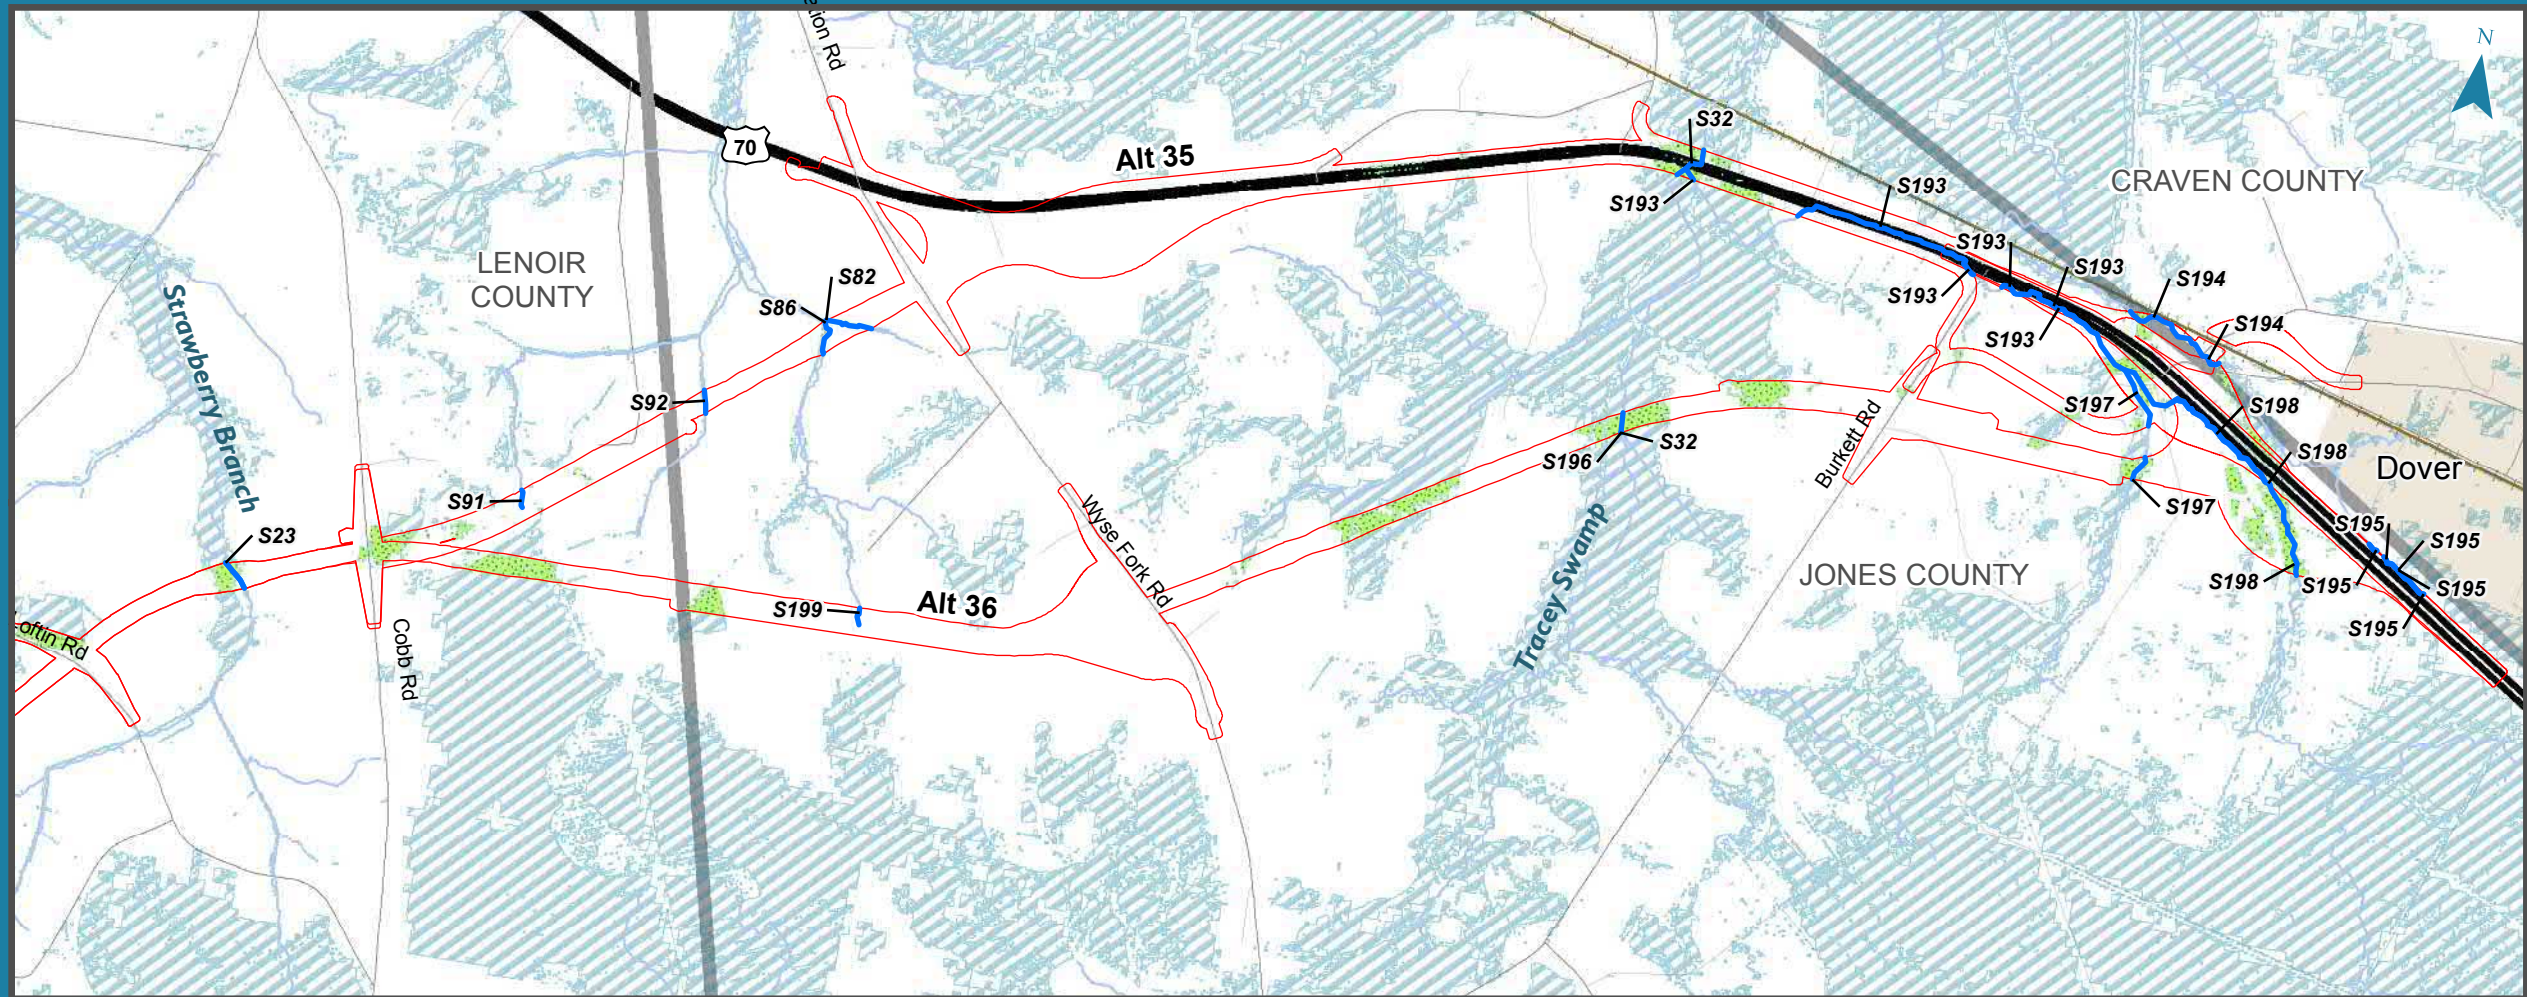 N
tion Rd
70
Alt 35
S32
S193
S193
CRAVEN COUNTY
S193
S193
S193
S194
S194
S193
LENOIR
COUNTY
S82
S86
Strawberry Branch
S92
S197
S198
S198
Burkett Rd
S32
S196
Dover
S91
S23
Wyse Fork Rd
Tracey Swamp
S197
S195
S195
JONES COUNTY
S198
S195
S195
S195
S199
Alt 36
Loftin Rd
Cobb Rd